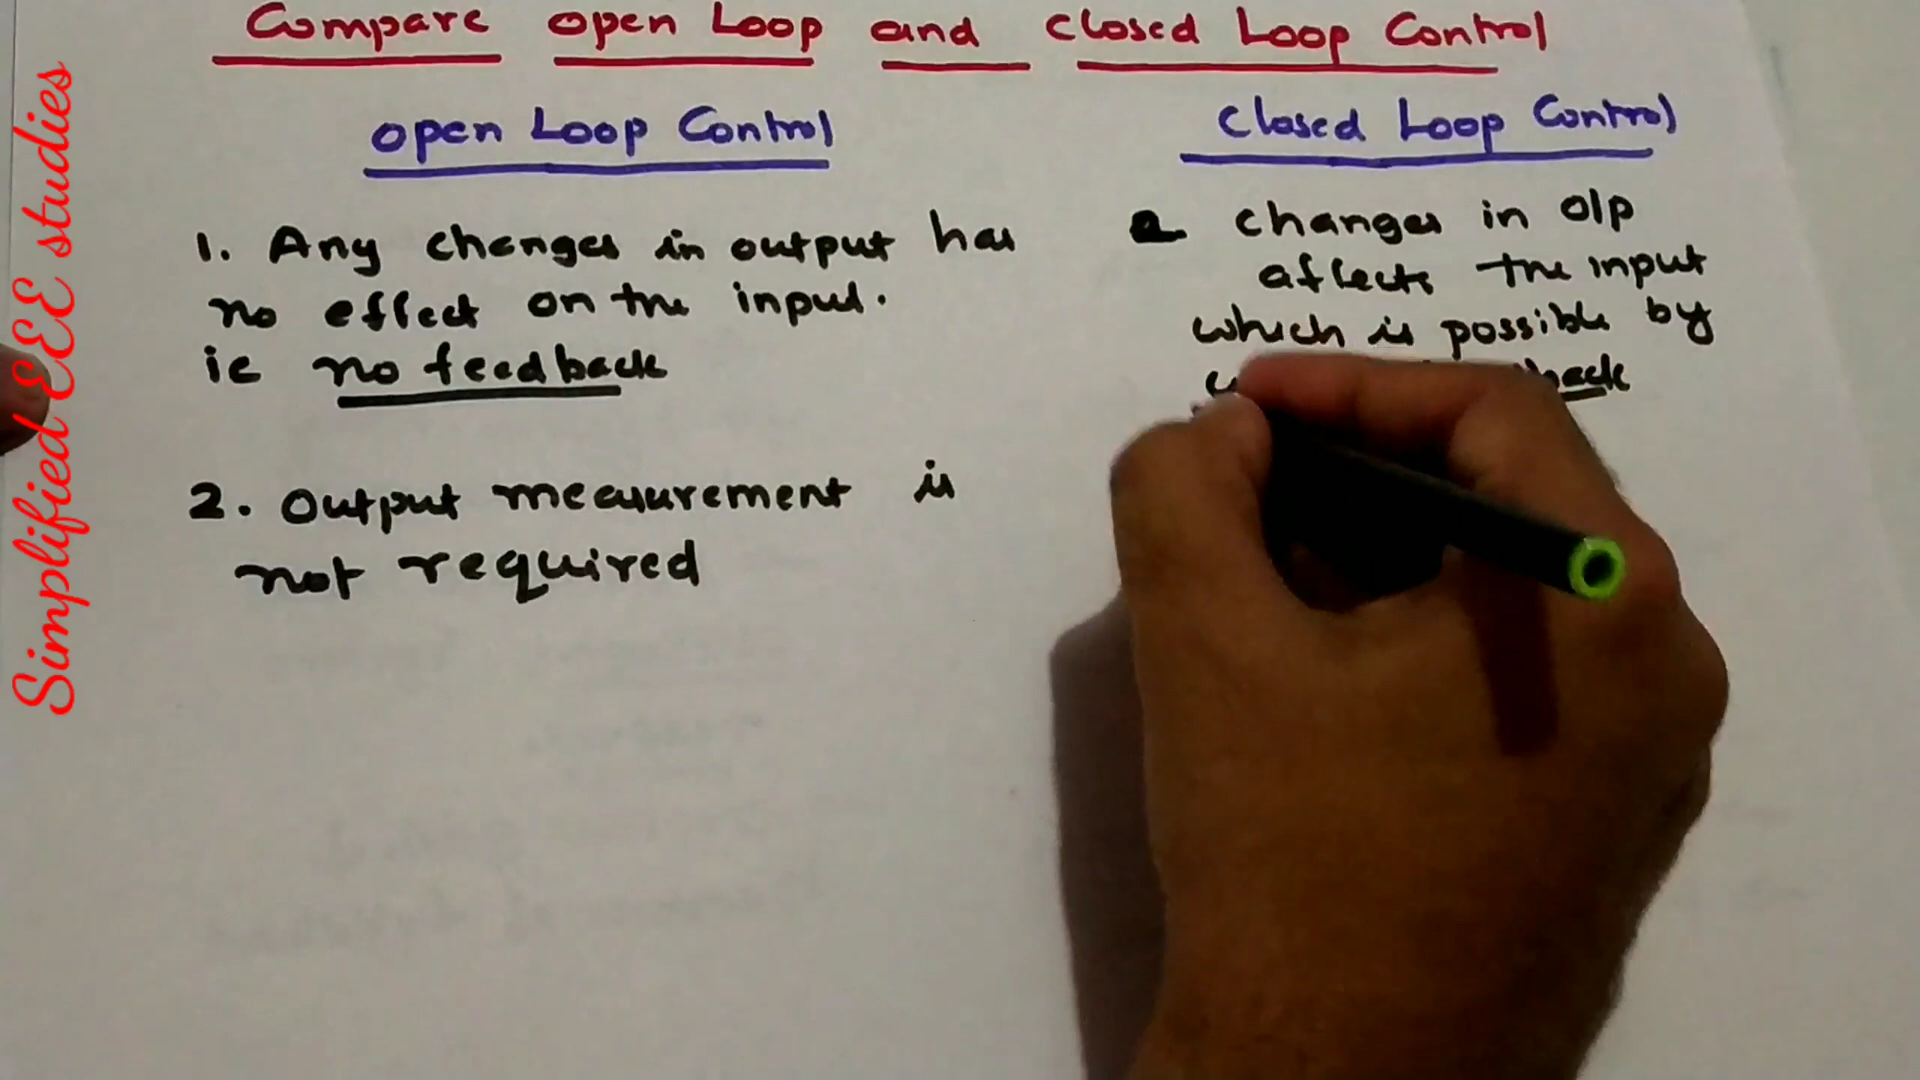 Compare open Loop and closed Loop Control
open Loop Control
closed Loop Control
1. Any changes in output has
no effect on the input.
ie no feedback
2. Output measurement is
not required
changes in o/p
affects the input
which is possible by
back
Simplified EEE studies